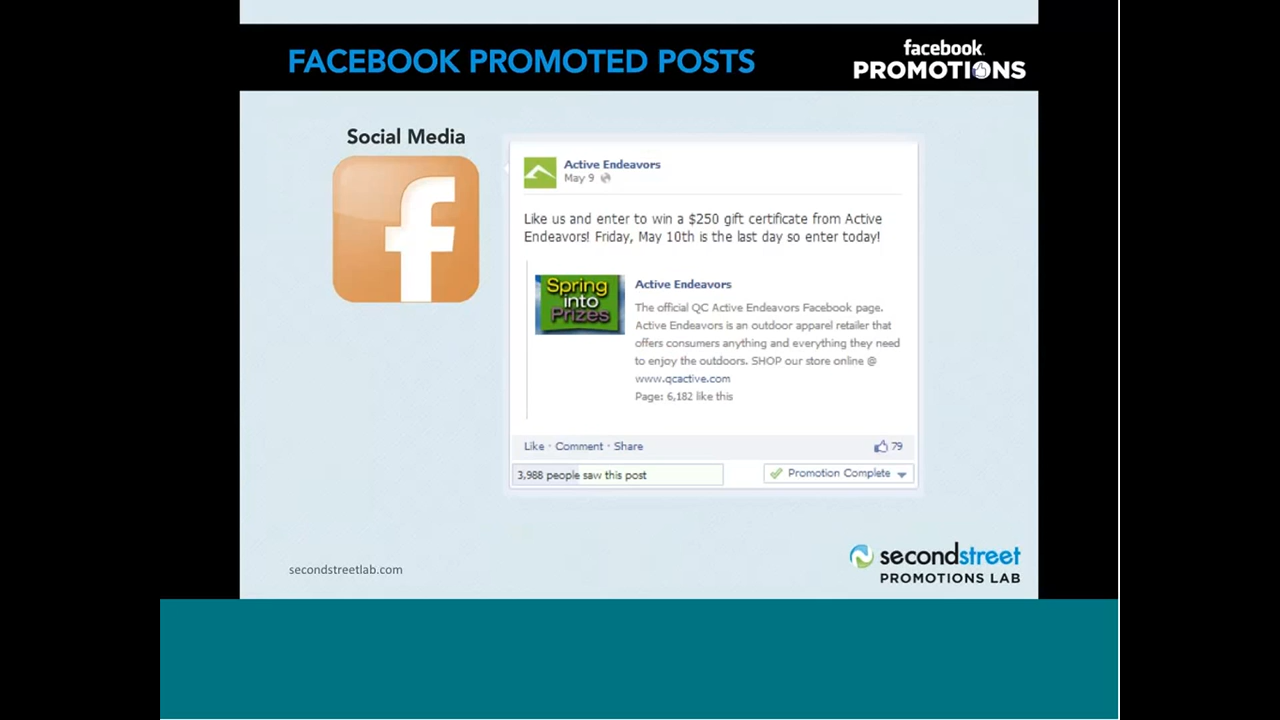 FACEBOOK PROMOTED POSTS
facebook
PROMOTIONS
Social Media
Active Endeavors
May 9
Like us and enter to win a $250 gift certificate from Active
Endeavors! Friday, May 10th is the last day so enter today!
Spring
into
Prizes
Active Endeavors
The official QC Active Endeavors Facebook page.
Active Endeavors is an outdoor apparel retailer that
offers consumers anything and everything they need
to enjoy the outdoors. SHOP our store online @
www.qcactive.com
Page: 6,182 like this
Like · Comment · Share
79
3,988 people saw this post
Promotion Complete
secondstreetlab.com
secondstreet
PROMOTIONS LAB